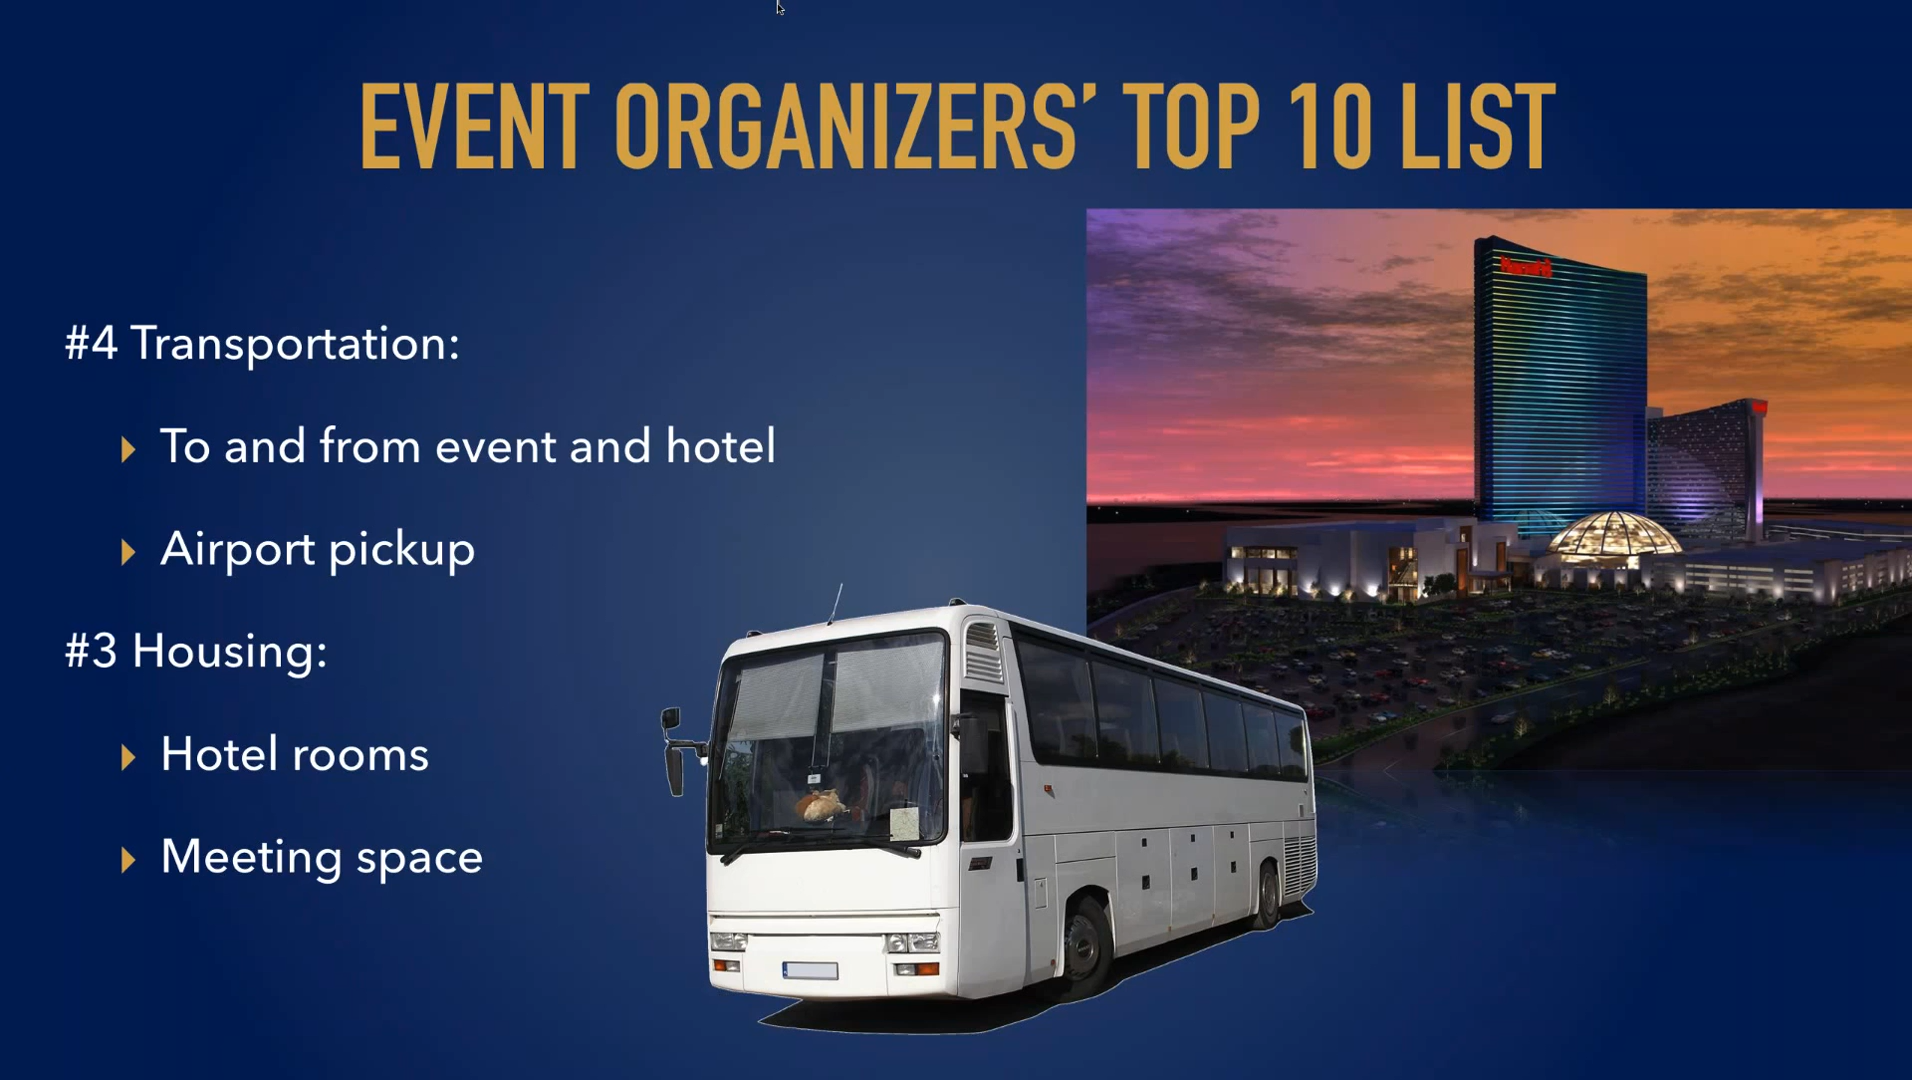 EVENT ORGANIZERS’ TOP 10 LIST
#4 Transportation:
To and from event and hotel
Airport pickup
#3 Housing:
Hotel rooms
Meeting space